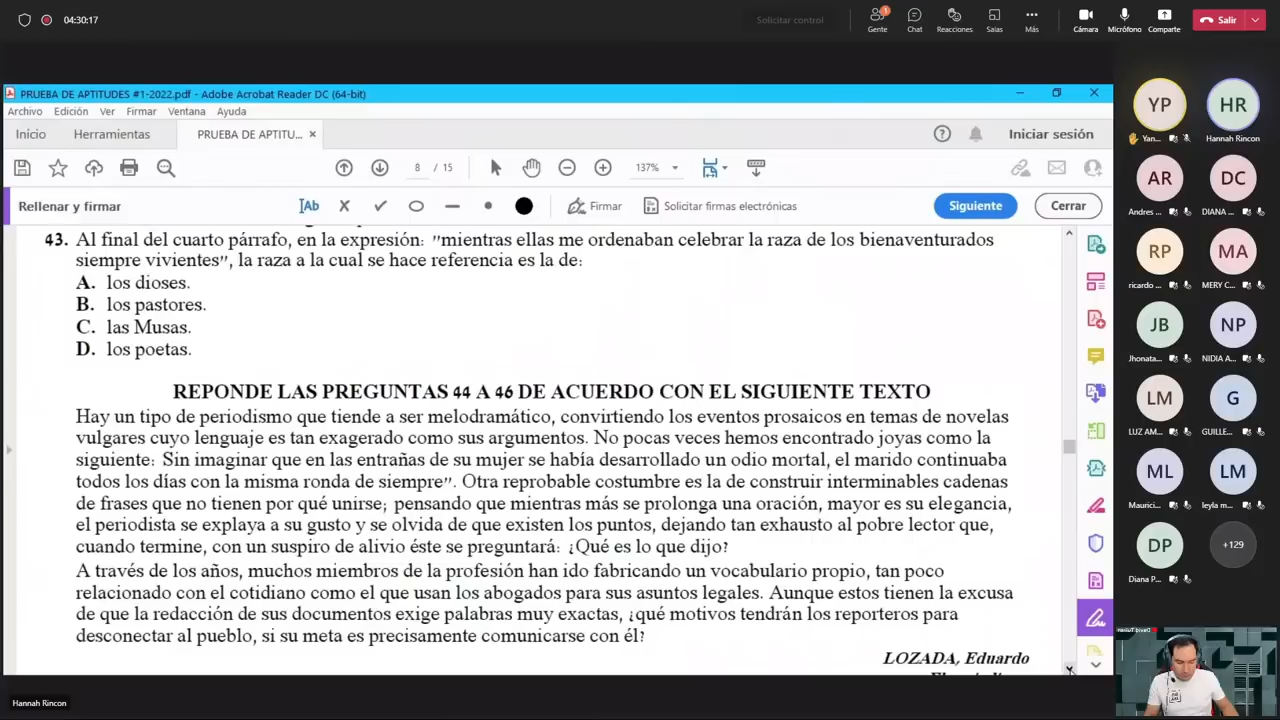 04:30:17
Solicitar control
1
Gente
Chat
Reacciones
Salas
Más
Cámara
Micrófono
Comparte
Salir
PRUEBA DE APTITUDES #1-2022.pdf - Adobe Acrobat Reader DC (64-bit)
Archivo Edición Ver Firmar Ventana Ayuda
Inicio Herramientas PRUEBA DE APTITU... Iniciar sesión
8 / 15 137%
Rellenar y firmar Ab Firmar Solicitar firmas electrónicas Siguiente Cerrar
43. Al final del cuarto párrafo, en la expresión: "mientras ellas me ordenaban celebrar la raza de los bienaventurados
siempre vivientes", la raza a la cual se hace referencia es la de:
A. los dioses.
B. los pastores.
C. las Musas.
D. los poetas.
REPONDE LAS PREGUNTAS 44 A 46 DE ACUERDO CON EL SIGUIENTE TEXTO
Hay un tipo de periodismo que tiende a ser melodramático, convirtiendo los eventos prosaicos en temas de novelas
vulgares cuyo lenguaje es tan exagerado como sus argumentos. No pocas veces hemos encontrado joyas como la
siguiente: Sin imaginar que en las entrañas de su mujer se había desarrollado un odio mortal, el marido continuaba
todos los días con la misma ronda de siempre". Otra reprobable costumbre es la de construir interminables cadenas
de frases que no tienen por qué unirse; pensando que mientras más se prolonga una oración, mayor es su elegancia,
el periodista se explaya a su gusto y se olvida de que existen los puntos, dejando tan exhausto al pobre lector que,
cuando termine, con un suspiro de alivio éste se preguntará: ¿Qué es lo que dijo?
A través de los años, muchos miembros de la profesión han ido fabricando un vocabulario propio, tan poco
relacionado con el cotidiano como el que usan los abogados para sus asuntos legales. Aunque estos tienen la excusa
de que la redacción de sus documentos exige palabras muy exactas, ¿qué motivos tendrán los reporteros para
desconectar al pueblo, si su meta es precisamente comunicarse con él?
LOZADA, Eduardo
YP HR
Yan... Hannah Rincon
AR DC
Andres ... DIANA ...
RP MA
ricardo ... MERY C...
JB NP
Jhonata... NIDIA A...
LM G
LUZ AM... GUILLE...
ML LM
Maurici... leyla m...
DP +129
Diana P...
Hannah Rincon